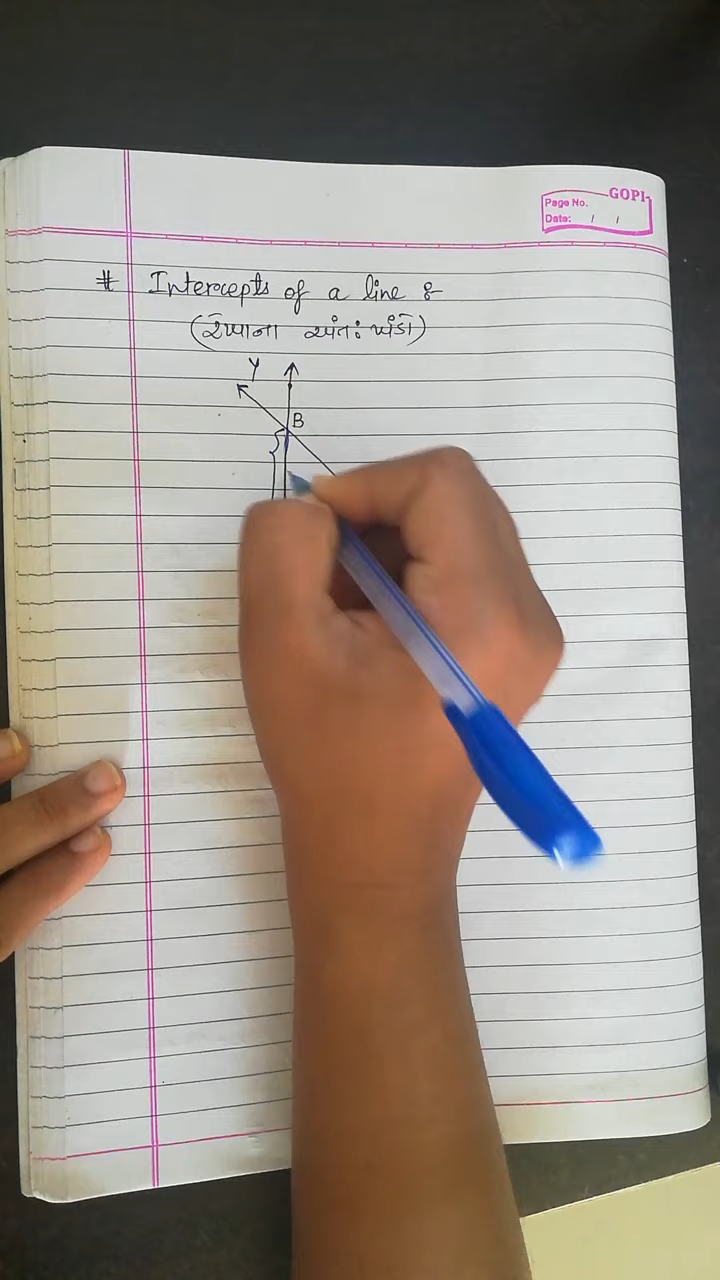 GOPI
Page No.
Date: / /
# Intercepts of a line :-
(રેખાના અંત: ખંડો)
Y
B